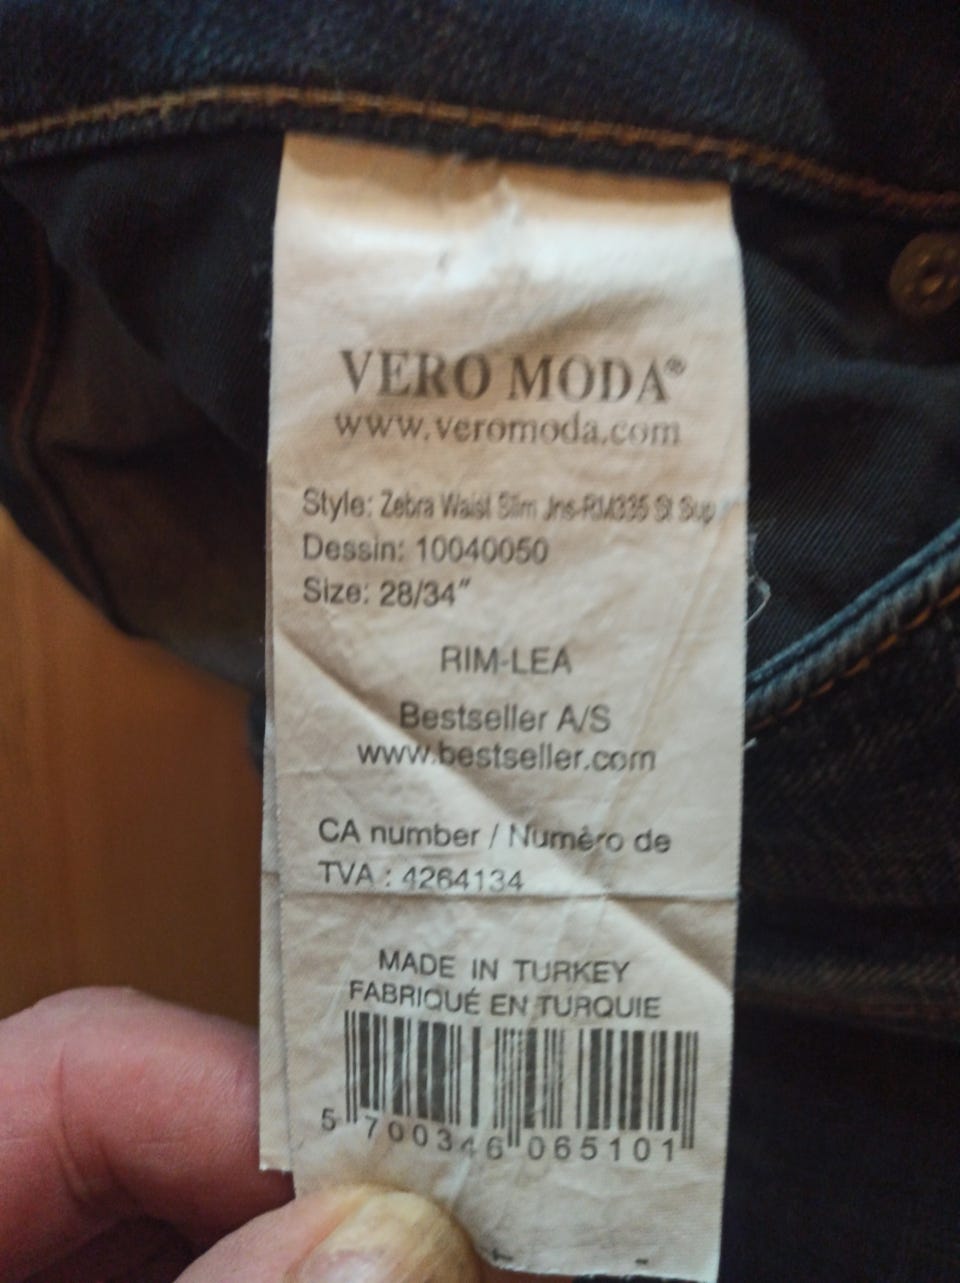 VERO MODA®
www.veromoda.com
Style: Zebra Waist Slim Jns-RM335 St Sup
Dessin: 10040050
Size: 28/34"
RIM-LEA
Bestseller A/S
www.bestseller.com
CA number / Numèro de
TVA : 4264134
MADE IN TURKEY
FABRIQUÉ EN TURQUIE
5 700346 065101